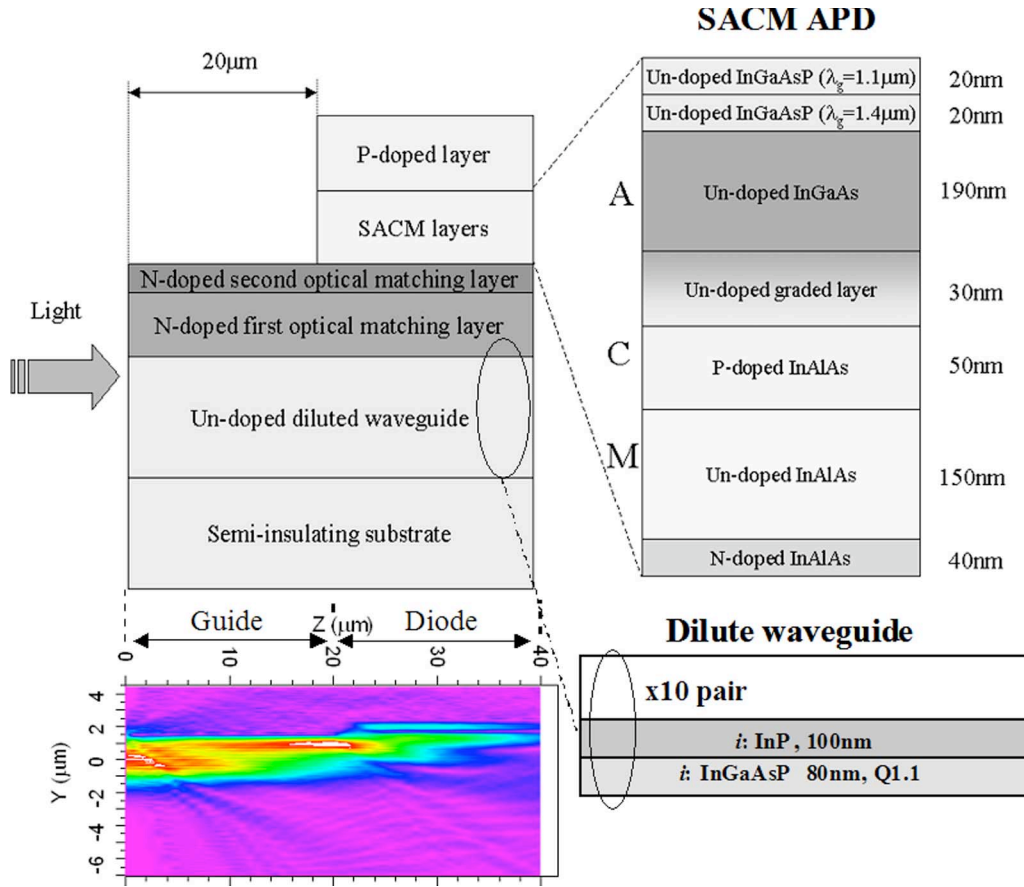 SACM APD
20μm
P-doped layer
SACM layers
N-doped second optical matching layer
N-doped first optical matching layer
Light
Un-doped diluted waveguide
Semi-insulating substrate
Un-doped InGaAsP (λg=1.1μm)
20nm
Un-doped InGaAsP (λg=1.4μm)
20nm
A
Un-doped InGaAs
190nm
Un-doped graded layer
30nm
C
P-doped InAlAs
50nm
M
Un-doped InAlAs
150nm
N-doped InAlAs
40nm
Guide
Z (μm)
Diode
0
10
20
30
40
Y (μm)
4
2
0
-2
-4
-6
Dilute waveguide
x10 pair
i: InP , 100nm
i: InGaAsP 80nm, Q1.1